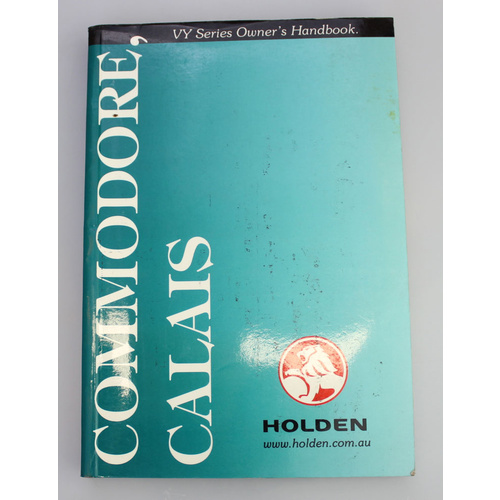 VY Series Owner's Handbook.
COMMODORE,
CALAIS
HOLDEN
www.holden.com.au